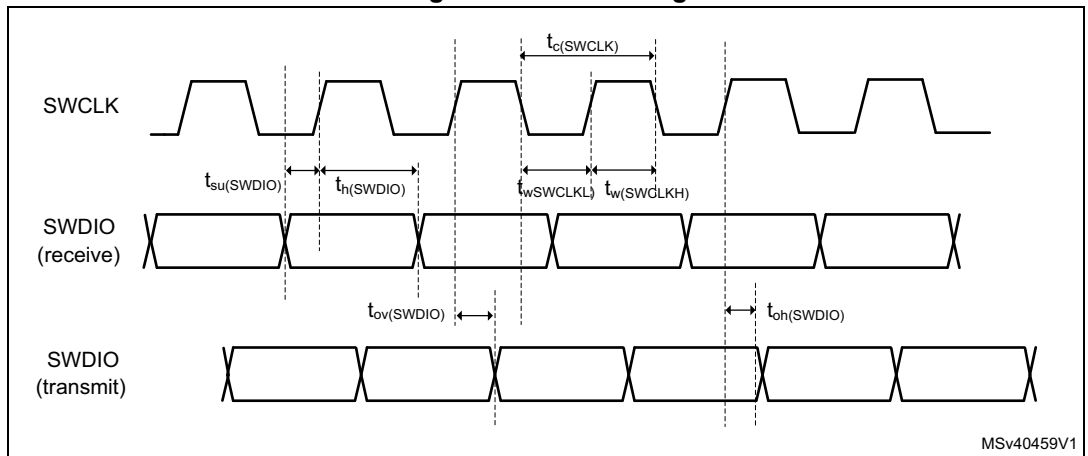 t_c(SWCLK)
SWCLK
t_su(SWDIO) t_h(SWDIO) t_wSWCLKL) t_w(SWCLKH)
SWDIO
(receive)
t_ov(SWDIO) t_oh(SWDIO)
SWDIO
(transmit)
MSv40459V1